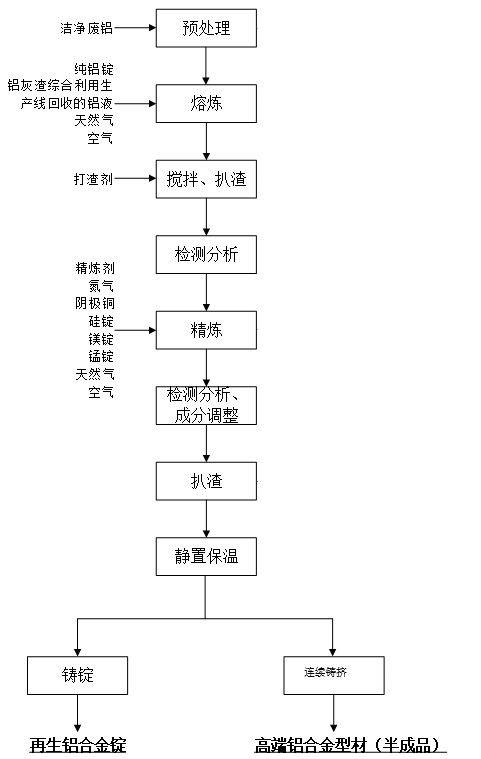 洁净废铝
预处理
纯铝锭
铝灰渣综合利用生
产线回收的铝液
天然气
空气
熔炼
打渣剂
搅拌、扒渣
检测分析
精炼剂
氮气
阴极铜
硅锭
镁锭
锰锭
天然气
空气
精炼
检测分析、
成分调整
扒渣
静置保温
铸锭
连续铸挤
再生铝合金锭
高端铝合金型材（半成品）